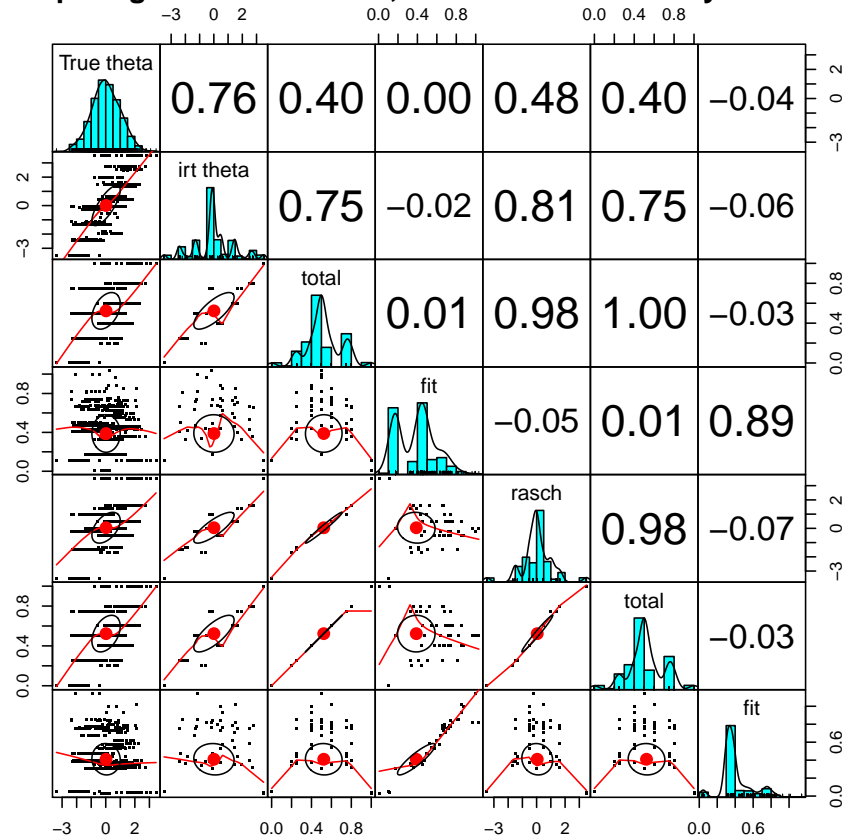 −3 0 2 0.0 0.4 0.8 0.0 0.4 0.8
True theta 0.76 0.40 0.00 0.48 0.40 −0.04 −3 0 2
−3 0 2 irt theta 0.75 −0.02 0.81 0.75 −0.06
total 0.01 0.98 1.00 −0.03 0.0 0.4 0.8
0.0 0.4 0.8 fit −0.05 0.01 0.89
rasch 0.98 −0.07 −3 0 2
0.0 0.4 0.8 total −0.03
fit 0.0 0.6
−3 0 2 0.0 0.4 0.8 −3 0 2 0.0 0.6